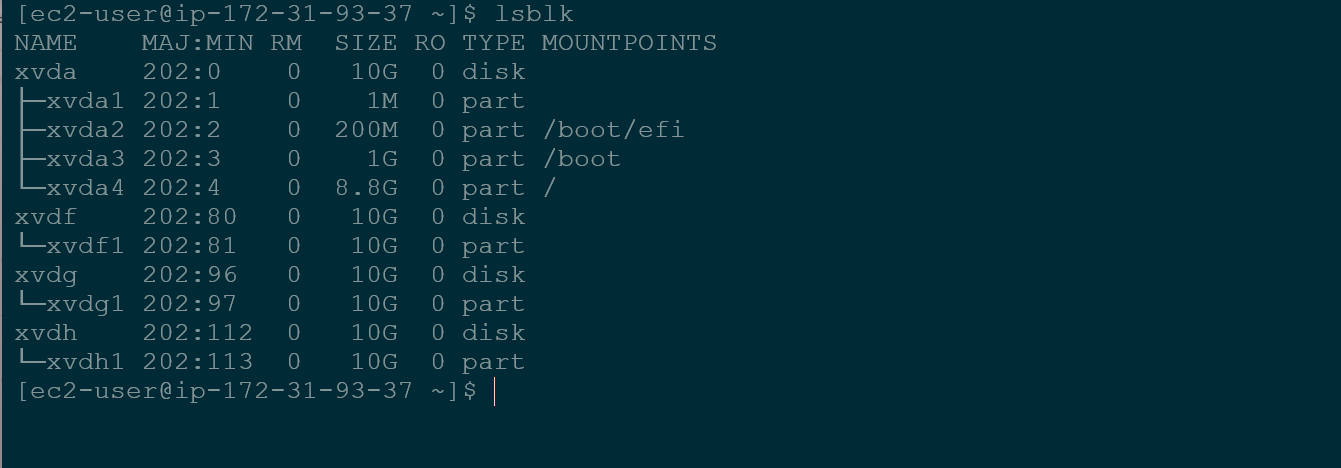 [ec2-user@ip-172-31-93-37 ~]$ lsblk
NAME    MAJ:MIN RM   SIZE RO TYPE MOUNTPOINTS
xvda    202:0    0    10G  0 disk
├─xvda1 202:1    0     1M  0 part
├─xvda2 202:2    0   200M  0 part /boot/efi
├─xvda3 202:3    0     1G  0 part /boot
└─xvda4 202:4    0   8.8G  0 part /
xvdf    202:80   0    10G  0 disk
└─xvdf1 202:81   0    10G  0 part
xvdg    202:96   0    10G  0 disk
└─xvdg1 202:97   0    10G  0 part
xvdh    202:112  0    10G  0 disk
└─xvdh1 202:113  0    10G  0 part
[ec2-user@ip-172-31-93-37 ~]$